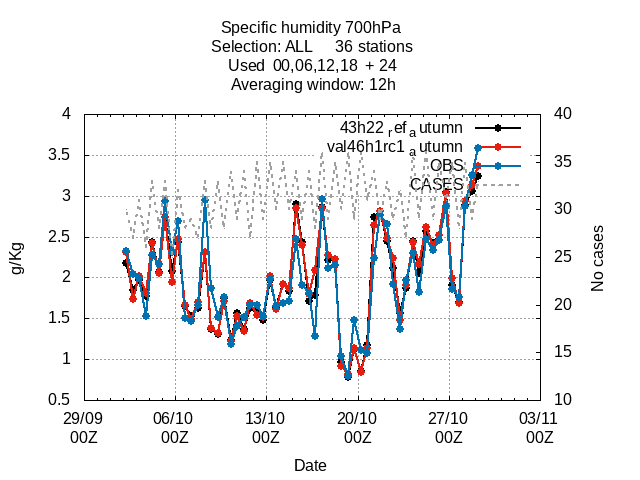 Specific humidity 700hPa
Selection: ALL 36 stations
Used 00,06,12,18 + 24
Averaging window: 12h
43h22refautumn
val46h1rc1autumn
OBS
CASES
g/Kg
4
3.5
3
2.5
2
1.5
1
0.5
No cases
40
35
30
25
20
15
10
29/09 06/10 13/10 20/10 27/10 03/11
00Z 00Z 00Z 00Z 00Z 00Z
Date